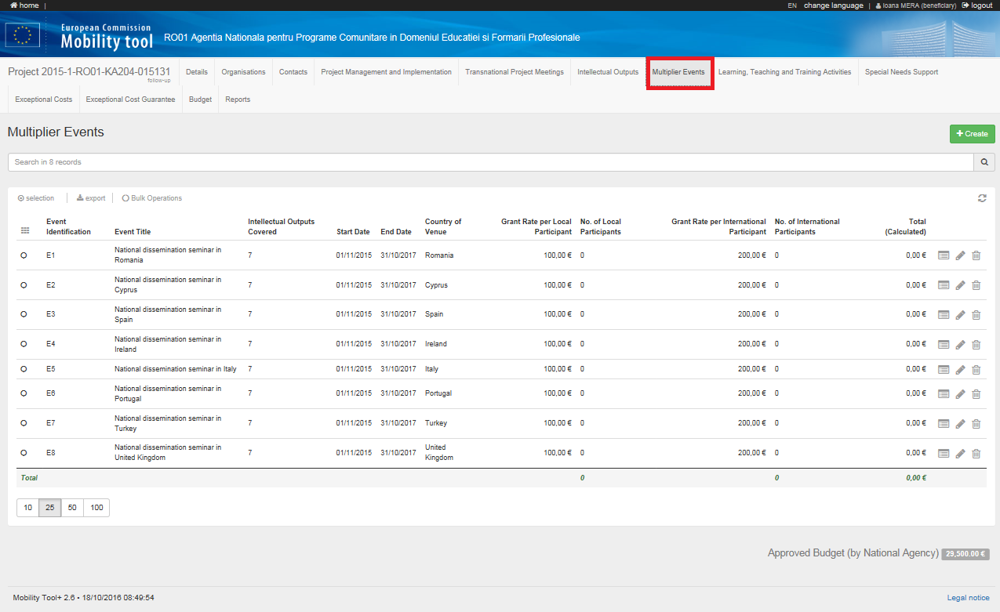 home |
EN change language | Ioana MERA (beneficiary) logout
European Commission
Mobility tool
RO01 Agentia Nationala pentru Programe Comunitare in Domeniul Educatiei si Formarii Profesionale
Project 2015-1-RO01-KA204-015131
follow-up
Details Organisations Contacts Project Management and Implementation Transnational Project Meetings Intellectual Outputs Multiplier Events Learning, Teaching and Training Activities Special Needs Support
Exceptional Costs Exceptional Cost Guarantee Budget Reports
Multiplier Events
+ Create
Search in 8 records
selection export Bulk Operations
Event Identification Event Title Intellectual Outputs Covered Start Date End Date Country of Venue Grant Rate per Local Participant No. of Local Participants Grant Rate per International Participant No. of International Participants Total (Calculated)
E1 National dissemination seminar in Romania 7 01/11/2015 31/10/2017 Romania 100,00 € 0 200,00 € 0 0,00 €
E2 National dissemination seminar in Cyprus 7 01/11/2015 31/10/2017 Cyprus 100,00 € 0 200,00 € 0 0,00 €
E3 National dissemination seminar in Spain 7 01/11/2015 31/10/2017 Spain 100,00 € 0 200,00 € 0 0,00 €
E4 National dissemination seminar in Ireland 7 01/11/2015 31/10/2017 Ireland 100,00 € 0 200,00 € 0 0,00 €
E5 National dissemination seminar in Italy 7 01/11/2015 31/10/2017 Italy 100,00 € 0 200,00 € 0 0,00 €
E6 National dissemination seminar in Portugal 7 01/11/2015 31/10/2017 Portugal 100,00 € 0 200,00 € 0 0,00 €
E7 National dissemination seminar in Turkey 7 01/11/2015 31/10/2017 Turkey 100,00 € 0 200,00 € 0 0,00 €
E8 National dissemination seminar in United Kingdom 7 01/11/2015 31/10/2017 United Kingdom 100,00 € 0 200,00 € 0 0,00 €
Total 0 0 0,00 €
10 25 50 100
Approved Budget (by National Agency) 29,500.00 €
Mobility Tool+ 2.6 • 18/10/2016 08:49:54
Legal notice